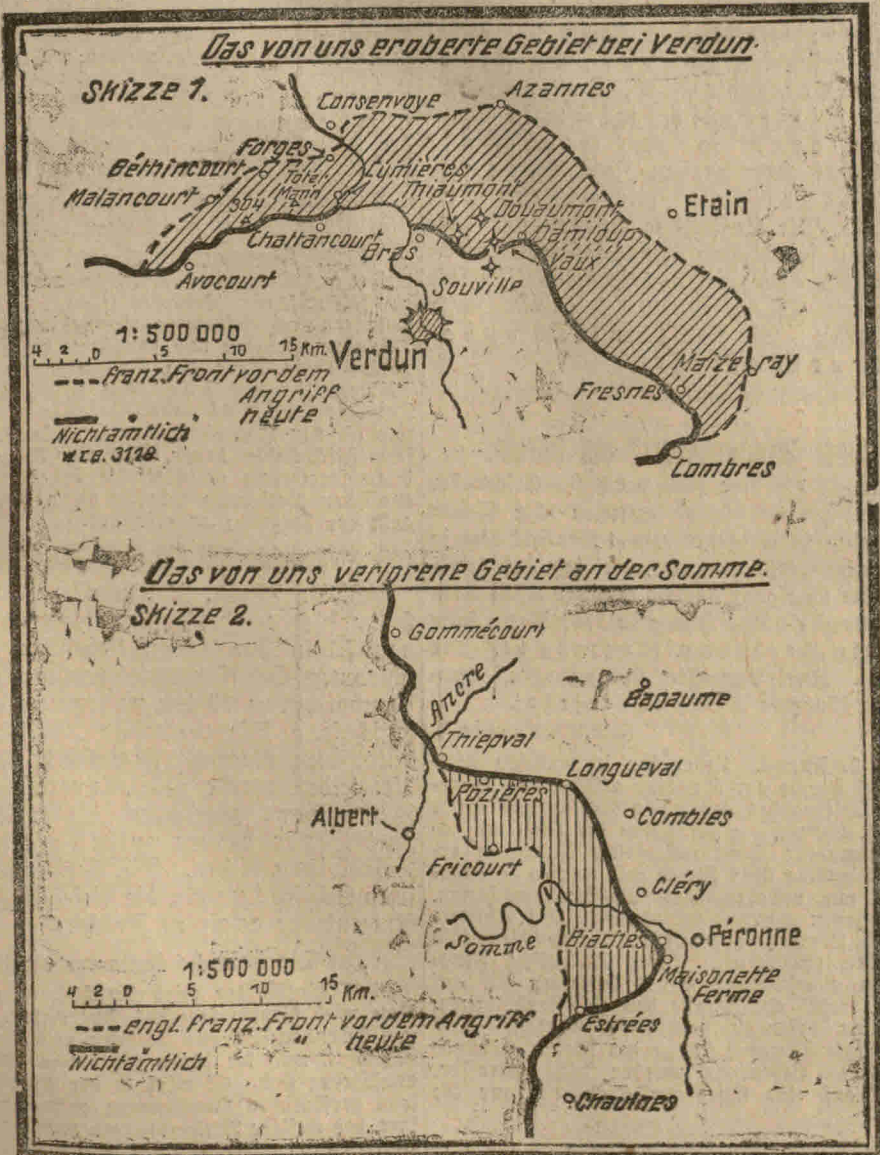 Das von uns eroberte Gebiet bei Verdun.
Skizze 1.
Consenvoye
Azannes
Forges
Béthincourt
Malancourt
Toter
Mann
304
Cumières
Thiaumont
Douaumont
Damloup
Vaux
Etain
Chattancourt
Bras
Avocourt
Souville
1:500 000
4 2 0 5 10 15 Km.
Verdun
Maizeray
Fresnes
Combres
franz. Front vor dem
Angriff
" heute
Nichtamtlich
Das von uns verlorene Gebiet an der Somme.
Skizze 2.
Gommécourt
Ancre
Bapaume
Thiepval
Longueval
Pozières
Albert
Combles
Fricourt
Cléry
Somme
Biaches
Péronne
Maisonette
Ferme
1:500 000
4 2 0 5 10 15 Km.
engl. franz. Front vor dem Angriff
" heute
Nichtamtlich
Estrées
Chaulnes